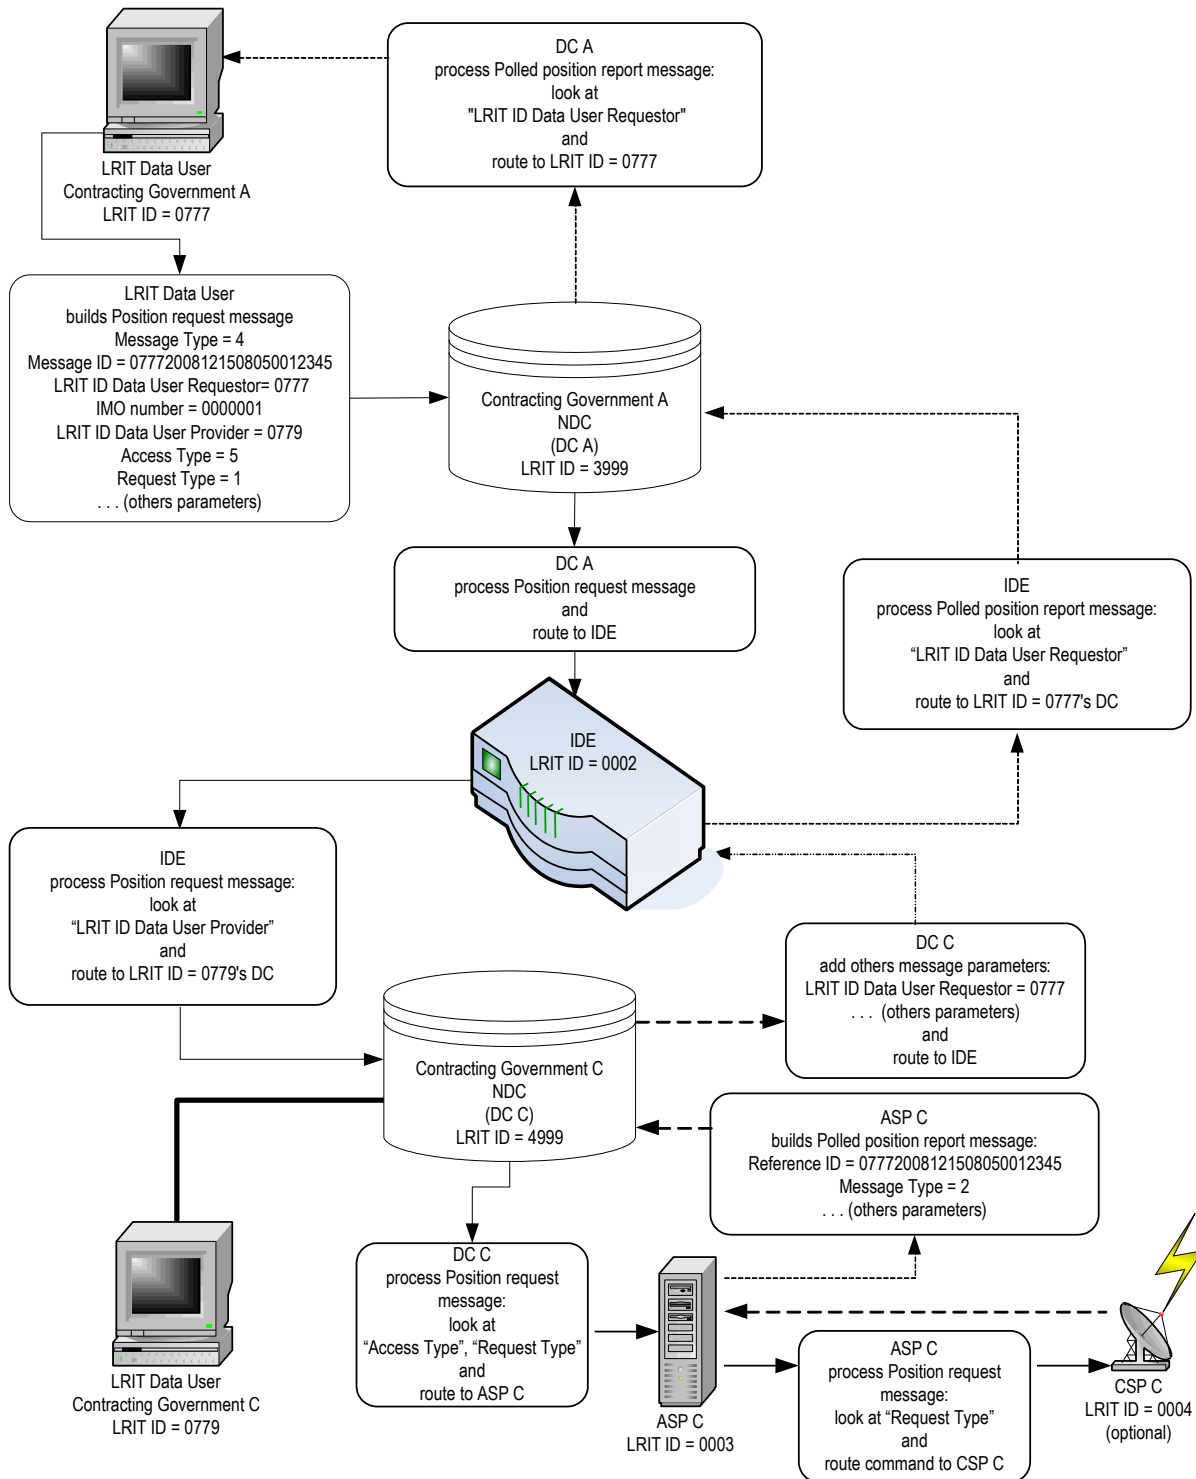 DC A
process Polled position report message:
look at
"LRIT ID Data User Requestor"
and
route to LRIT ID = 0777
LRIT Data User
Contracting Government A
LRIT ID = 0777
LRIT Data User
builds Position request message
Message Type = 4
Message ID = 07772008121508050012345
LRIT ID Data User Requestor= 0777
IMO number = 0000001
LRIT ID Data User Provider = 0779
Access Type = 5
Request Type = 1
. . . (others parameters)
Contracting Government A
NDC
(DC A)
LRIT ID = 3999
DC A
process Position request message
and
route to IDE
IDE
process Polled position report message:
look at
“LRIT ID Data User Requestor”
and
route to LRIT ID = 0777's DC
IDE
LRIT ID = 0002
IDE
process Position request message:
look at
“LRIT ID Data User Provider”
and
route to LRIT ID = 0779's DC
DC C
add others message parameters:
LRIT ID Data User Requestor = 0777
. . . (others parameters)
and
route to IDE
Contracting Government C
NDC
(DC C)
LRIT ID = 4999
ASP C
builds Polled position report message:
Reference ID = 07772008121508050012345
Message Type = 2
. . . (others parameters)
LRIT Data User
Contracting Government C
LRIT ID = 0779
DC C
process Position request
message:
look at
“Access Type”, “Request Type”
and
route to ASP C
ASP C
LRIT ID = 0003
ASP C
process Position request
message:
look at “Request Type”
and
route command to CSP C
CSP C
LRIT ID = 0004
(optional)